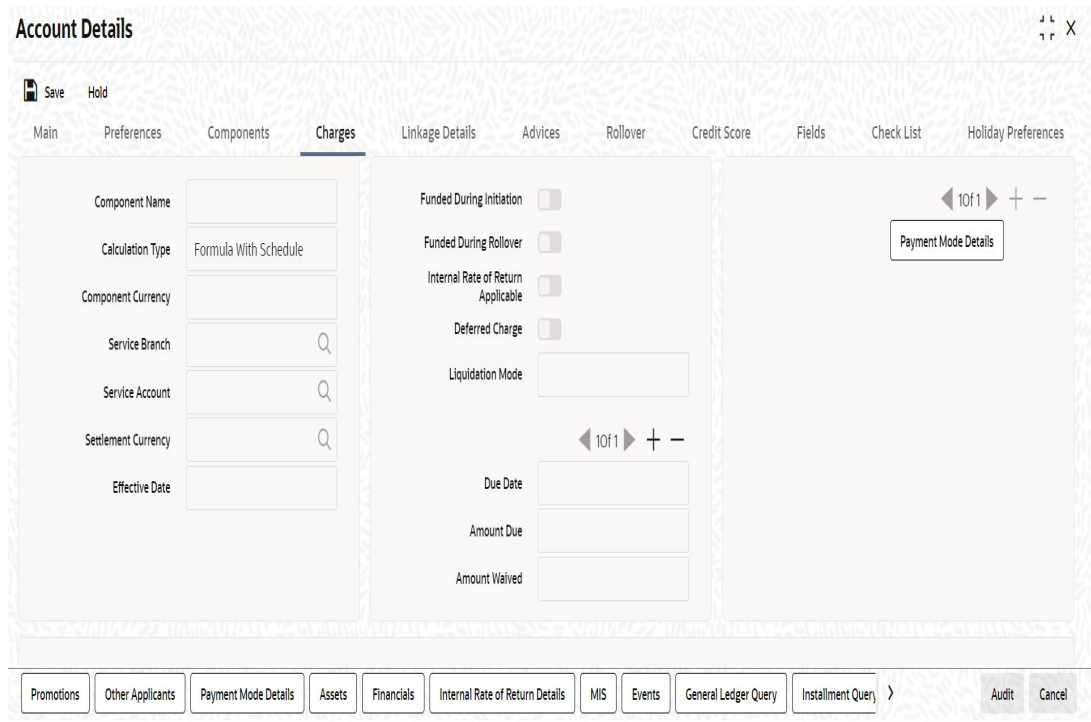 Account Details
Save Hold
Main Preferences Components Charges Linkage Details Advices Rollover Credit Score Fields Check List Holiday Preferences
Component Name
Calculation Type Formula With Schedule
Component Currency
Service Branch
Service Account
Settlement Currency
Effective Date
Funded During Initiation
Funded During Rollover
Internal Rate of Return
Applicable
Deferred Charge
Liquidation Mode
1Of 1
Due Date
Amount Due
Amount Waived
1Of 1
Payment Mode Details
Promotions Other Applicants Payment Mode Details Assets Financials Internal Rate of Return Details MIS Events General Ledger Query Installment Query Audit Cancel